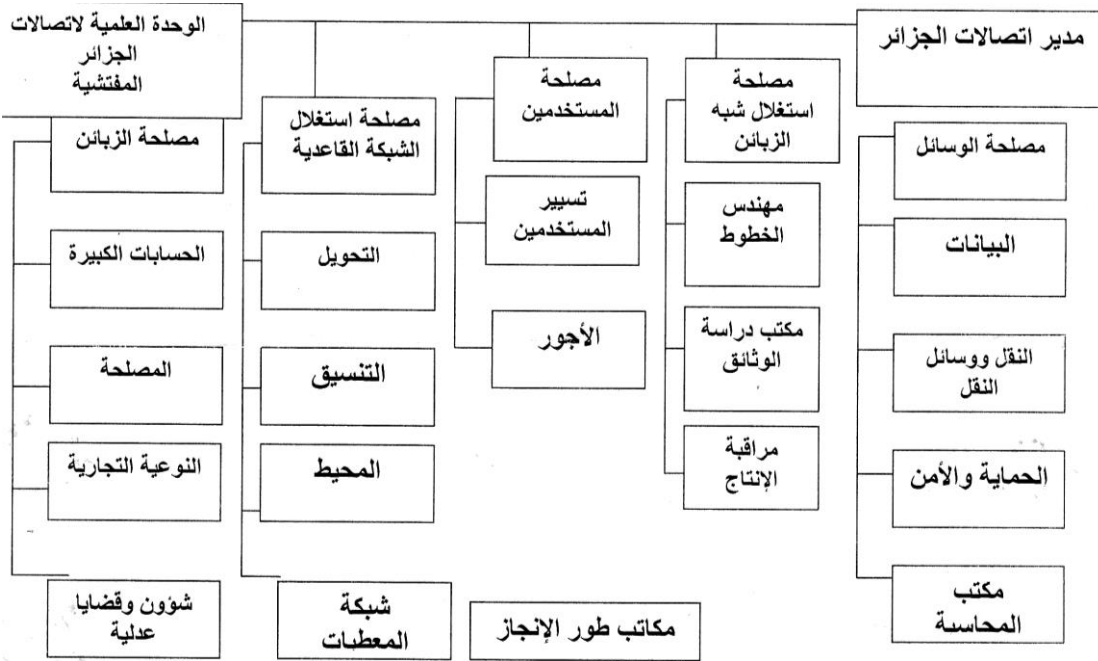 مدير اتصالات الجزائر
مصلحة الوسائل
البيانات
النقل ووسائل
النقل
الحماية والأمن
مكتب
المحاسبة
مصلحة
استغلال شبه
الزبائن
مهندس
الخطوط
مكتب دراسة
الوثائق
مراقبة
الإنتاج
مصلحة
المستخدمين
تسيير
المستخدمين
الأجور
مكاتب طور الإنجاز
مصلحة استغلال
الشبكة القاعدية
التحويل
التنسيق
المحيط
شبكة
المعطيات
الوحدة العلمية لاتصالات
الجزائر
المفتشية
مصلحة الزبائن
الحسابات الكبيرة
المصلحة
النوعية التجارية
شؤون وقضايا
عدلية